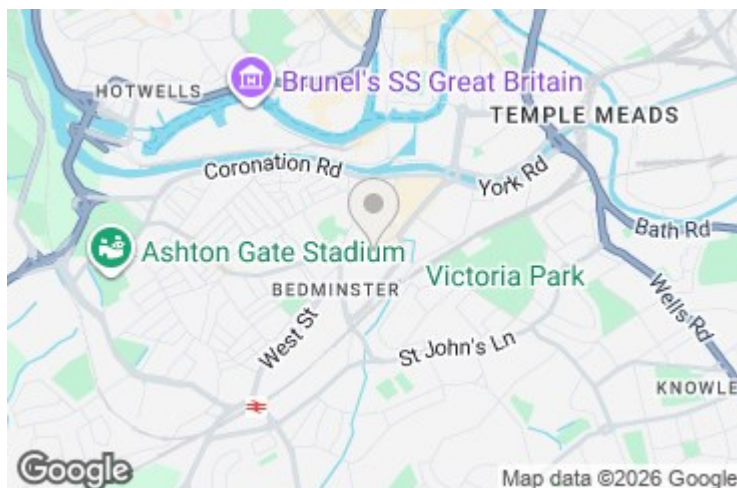 HOTWELLS
Brunel's SS Great Britain
TEMPLE MEADS
Coronation Rd
York Rd
Bath Rd
Ashton Gate Stadium
Victoria Park
BEDMINSTER
Wells Rd
West St
St John's Ln
KNOWLE
Google
Map data ©2026 Google